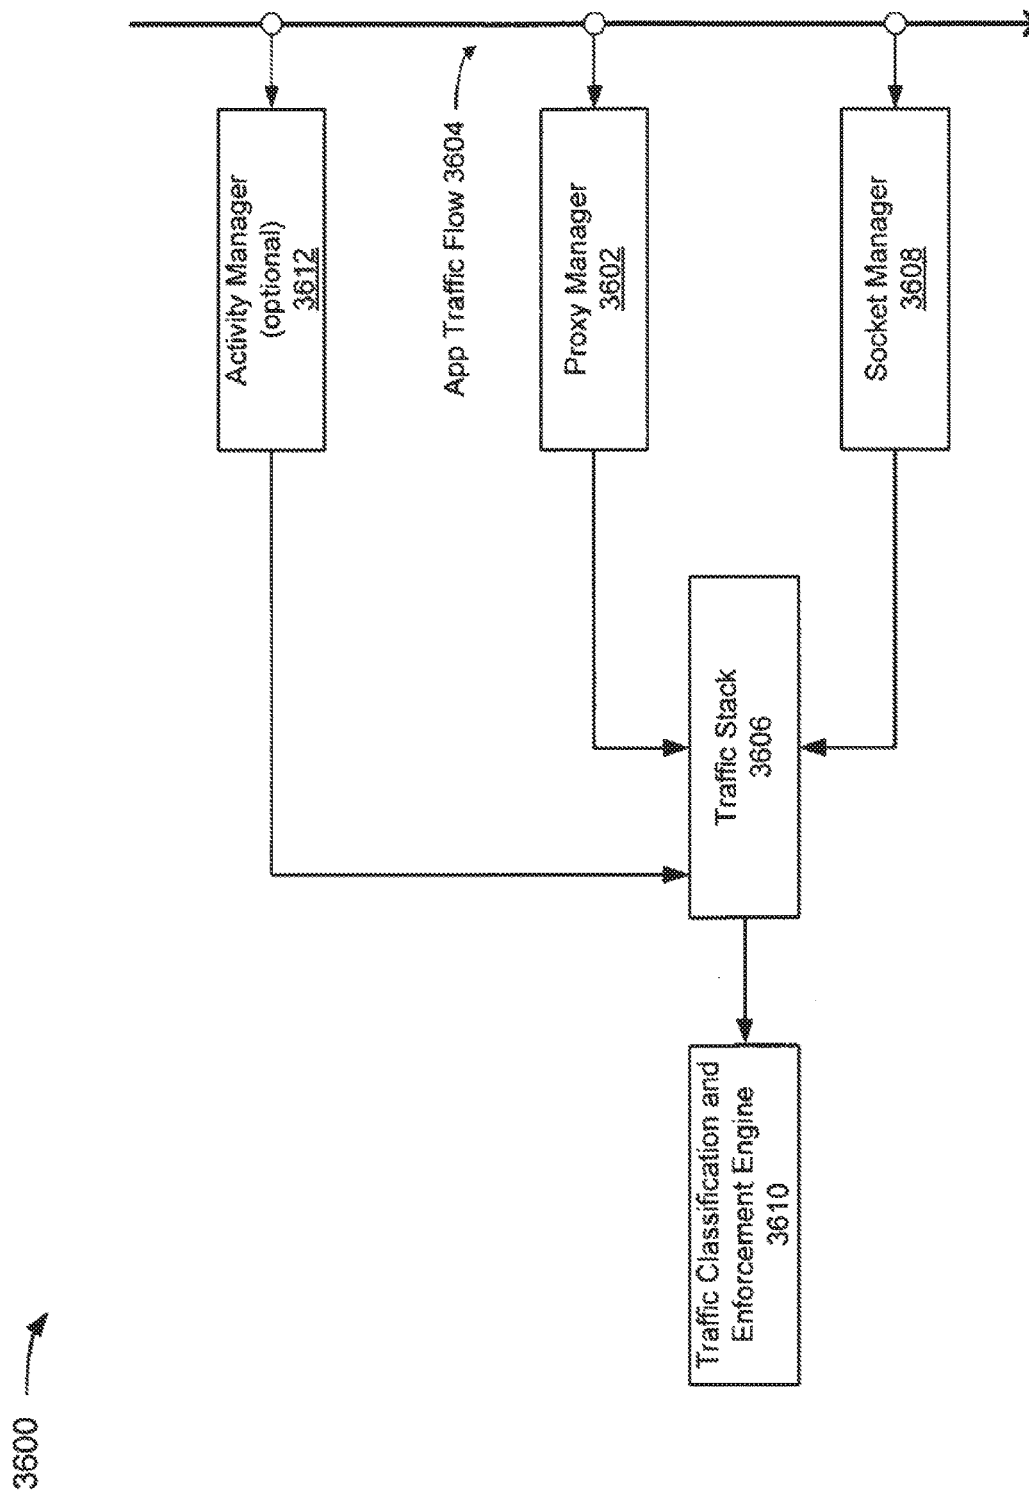 3600
App Traffic Flow 3604
Activity Manager
(optional)
3612
Proxy Manager
3602
Socket Manager
3608
Traffic Stack
3606
Traffic Classification and
Enforcement Engine
3610